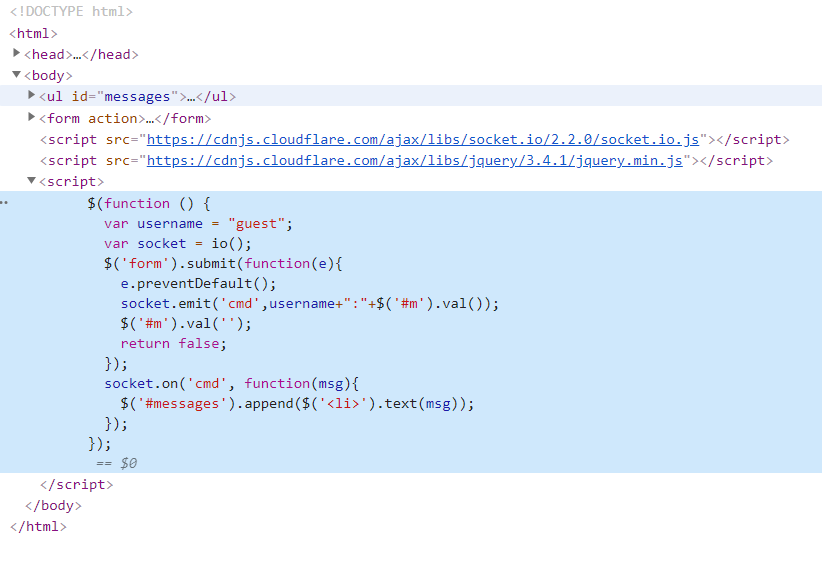 <!DOCTYPE html>
<html>
<head>…</head>
<body>
<ul id="messages">…</ul>
<form action>…</form>
<script src="https://cdnjs.cloudflare.com/ajax/libs/socket.io/2.2.0/socket.io.js"></script>
<script src="https://cdnjs.cloudflare.com/ajax/libs/jquery/3.4.1/jquery.min.js"></script>
<script>
$(function () {
var username = "guest";
var socket = io();
$('form').submit(function(e){
e.preventDefault();
socket.emit('cmd',username+":"+$('#m').val());
$('#m').val('');
return false;
});
socket.on('cmd', function(msg){
$('#messages').append($('<li>').text(msg));
});
});
== $0
</script>
</body>
</html>